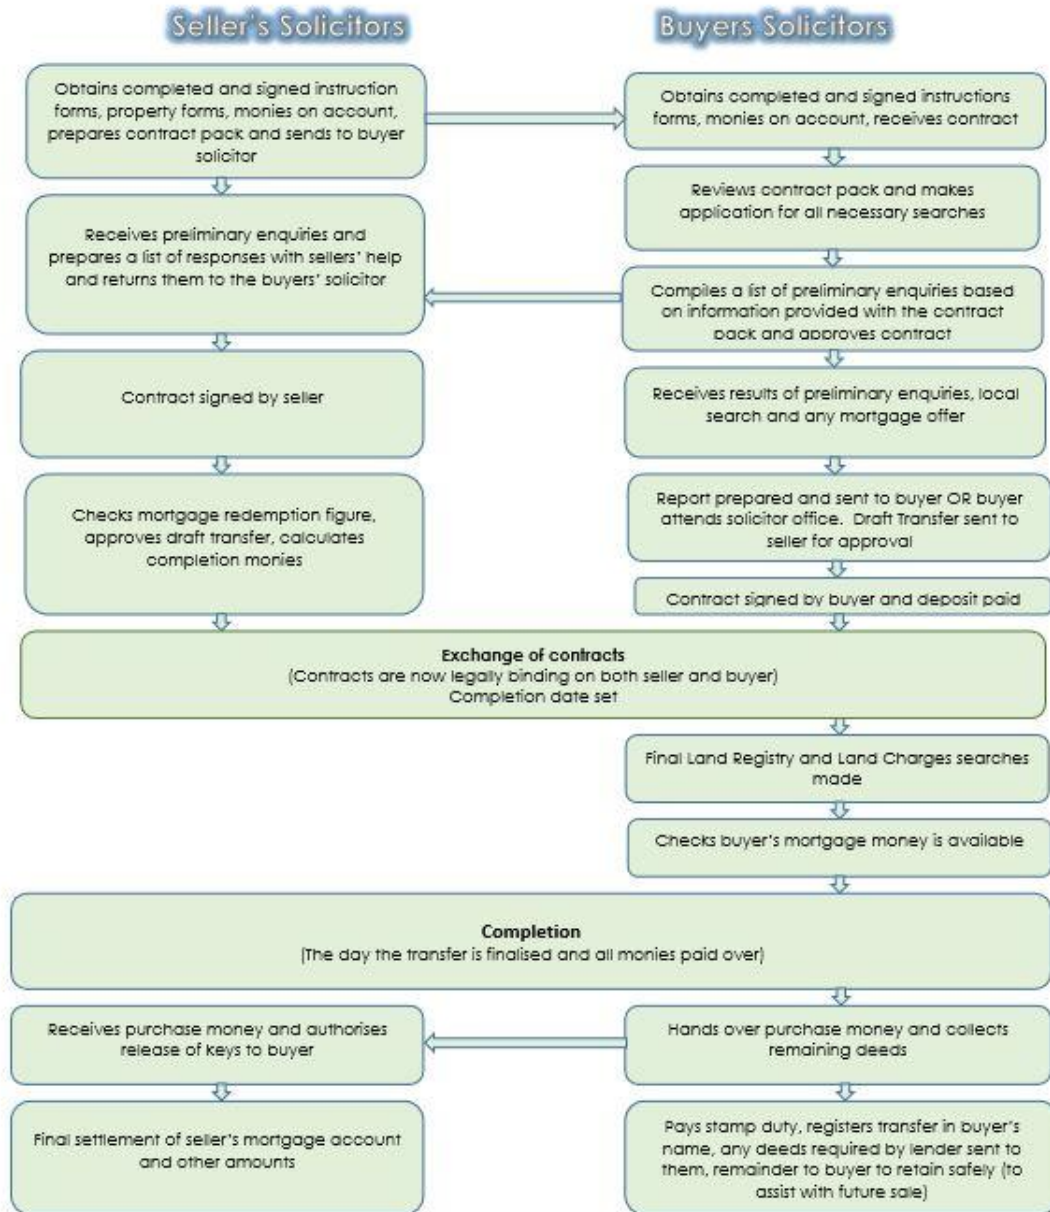 Seller's Solicitors
Buyers Solicitors
Obtains completed and signed instruction
forms, property forms, monies on account,
prepares contract pack and sends to buyer
solicitor
Obtains completed and signed instructions
forms, monies on account, receives contract
Reviews contract pack and makes
application for all necessary searches
Receives preliminary enquiries and
prepares a list of responses with sellers' help
and returns them to the buyers' solicitor
Compiles a list of preliminary enquiries based
on information provided with the contract
pack and approves contract
Contract signed by seller
Receives results of preliminary enquiries, local
search and any mortgage offer
Checks mortgage redemption figure,
approves draft transfer, calculates
completion monies
Report prepared and sent to buyer OR buyer
attends solicitor office. Draft Transfer sent to
seller for approval
Contract signed by buyer and deposit paid
Exchange of contracts
(Contracts are now legally binding on both seller and buyer)
Completion date set
Final Land Registry and Land Charges searches
made
Checks buyer's mortgage money is available
Completion
(The day the transfer is finalised and all monies paid over)
Receives purchase money and authorises
release of keys to buyer
Hands over purchase money and collects
remaining deeds
Final settlement of seller's mortgage account
and other amounts
Pays stamp duty, registers transfer in buyer's
name, any deeds required by lender sent to
them, remainder to buyer to retain safely (to
assist with future sale)